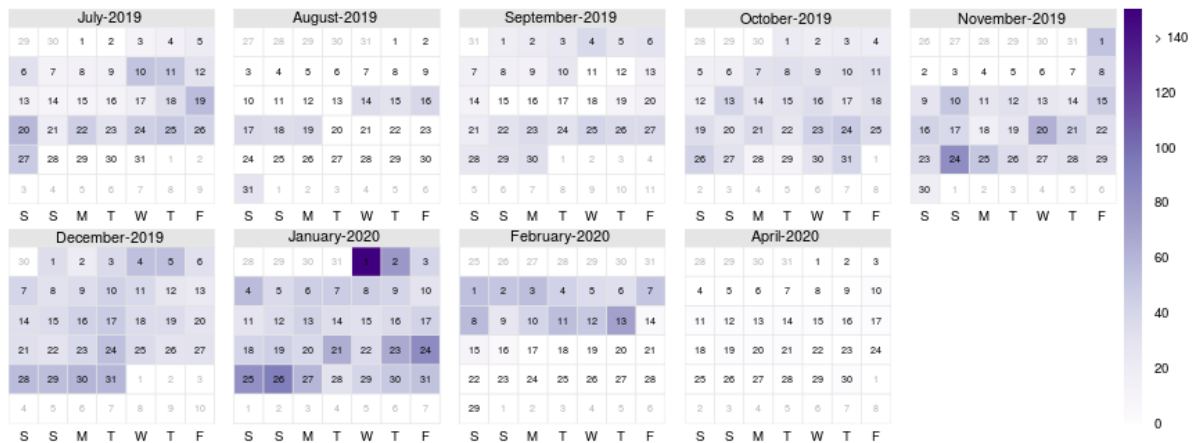 July-2019 August-2019 September-2019 October-2019 November-2019
29 30 1 2 3 4 5 27 28 29 30 31 1 2 31 1 2 3 4 5 6 28 29 30 1 2 3 4 26 27 28 29 30 31 1 > 140
6 7 8 9 10 11 12 3 4 5 6 7 8 9 7 8 9 10 11 12 13 5 6 7 8 9 10 11 2 3 4 5 6 7 8
13 14 15 16 17 18 19 10 11 12 13 14 15 16 14 15 16 17 18 19 20 12 13 14 15 16 17 18 9 10 11 12 13 14 15 120
20 21 22 23 24 25 26 17 18 19 20 21 22 23 21 22 23 24 25 26 27 19 20 21 22 23 24 25 16 17 18 19 20 21 22
27 28 29 30 31 1 2 24 25 26 27 28 29 30 28 29 30 1 2 3 4 26 27 28 29 30 31 1 23 24 25 26 27 28 29 100
3 4 5 6 7 8 9 31 1 2 3 4 5 6 5 6 7 8 9 10 11 2 3 4 5 6 7 8 30 1 2 3 4 5 6 80
S S M T W T F S S M T W T F S S M T W T F S S M T W T F S S M T W T F
December-2019 January-2020 February-2020 April-2020
30 1 2 3 4 5 6 28 29 30 31 1 2 3 25 26 27 28 29 30 31 28 29 30 31 1 2 3 60
7 8 9 10 11 12 13 4 5 6 7 8 9 10 1 2 3 4 5 6 7 4 5 6 7 8 9 10
14 15 16 17 18 19 20 11 12 13 14 15 16 17 8 9 10 11 12 13 14 11 12 13 14 15 16 17 40
21 22 23 24 25 26 27 18 19 20 21 22 23 24 15 16 17 18 19 20 21 18 19 20 21 22 23 24
28 29 30 31 1 2 3 25 26 27 28 29 30 31 22 23 24 25 26 27 28 25 26 27 28 29 30 1 20
4 5 6 7 8 9 10 1 2 3 4 5 6 7 29 1 2 3 4 5 6 2 3 4 5 6 7 8 0
S S M T W T F S S M T W T F S S M T W T F S S M T W T F